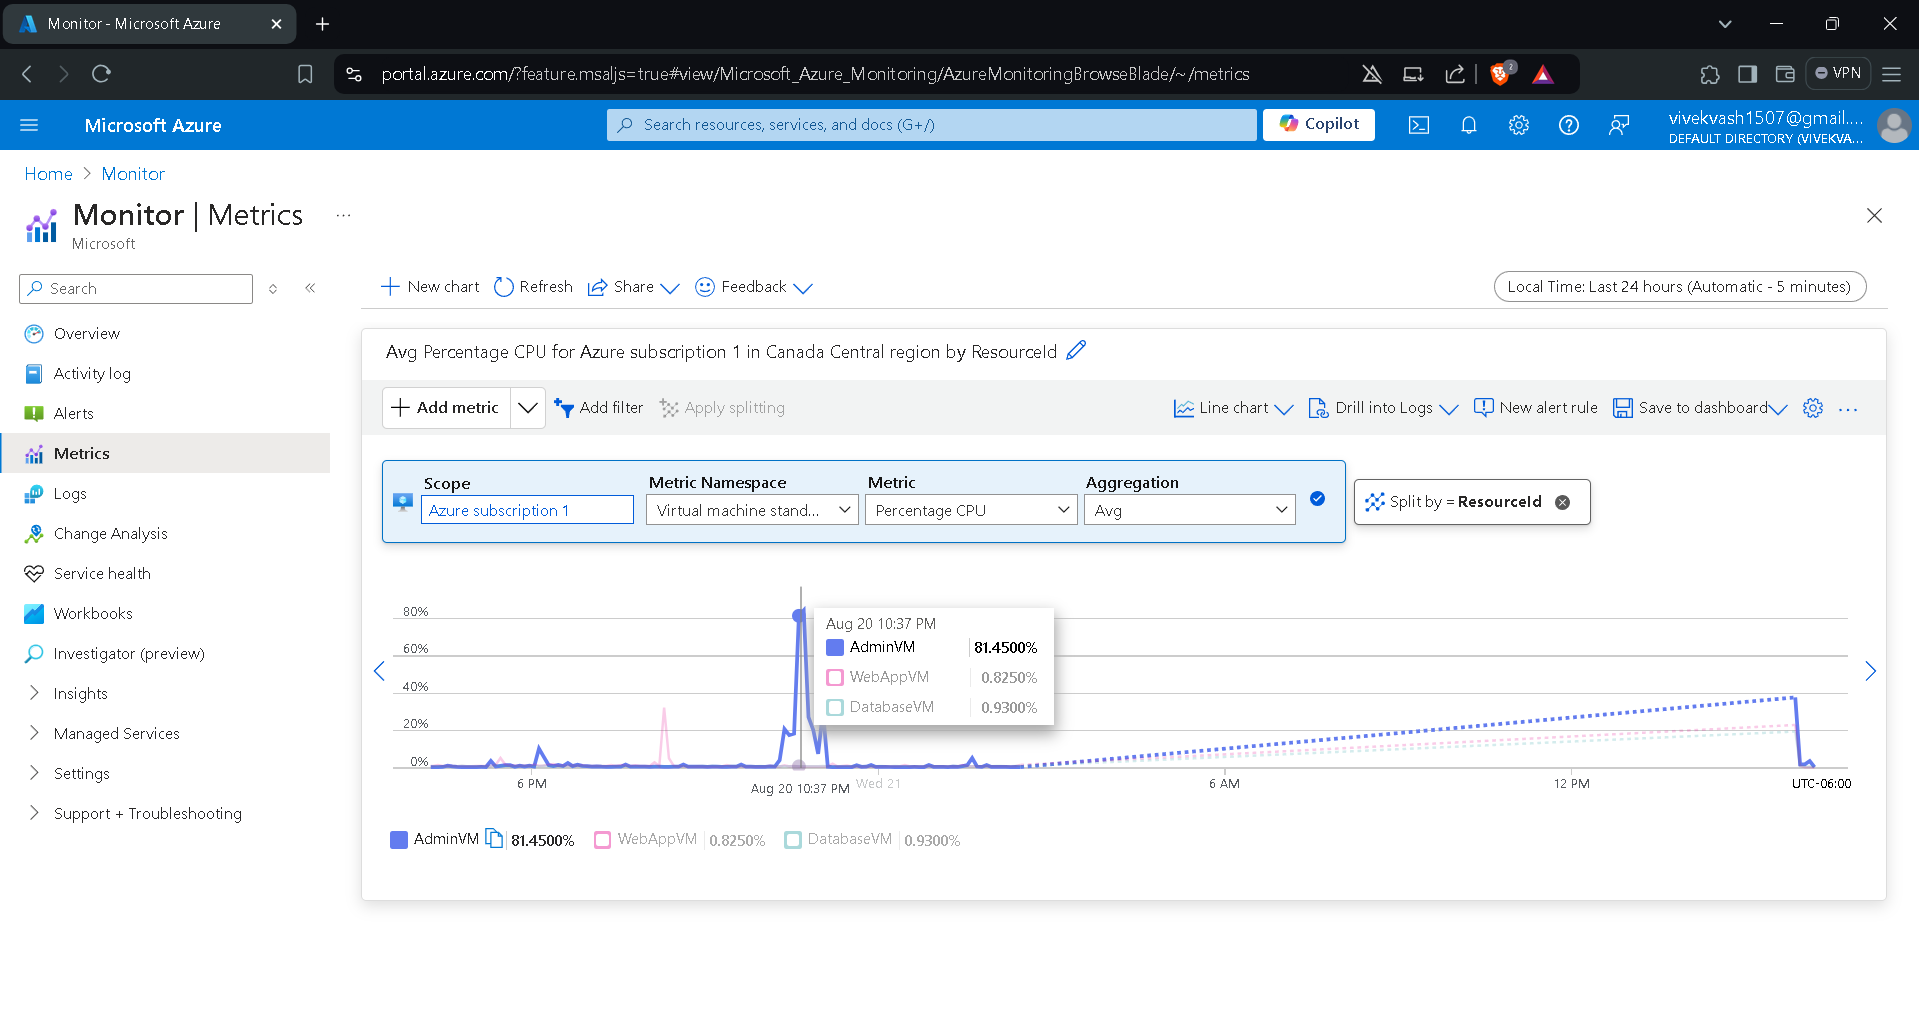 Monitor - Microsoft Azure
portal.azure.com/?feature.msaljs=true#view/Microsoft_Azure_Monitoring/AzureMonitoringBrowseBlade/~/metrics
2
VPN
Microsoft Azure
Search resources, services, and docs (G+/)
Copilot
vivekvash1507@gmail....
DEFAULT DIRECTORY (VIVEKVA...
Home > Monitor
Monitor | Metrics ...
Microsoft
Search
Overview
Activity log
Alerts
Metrics
Logs
Change Analysis
Service health
Workbooks
Investigator (preview)
Insights
Managed Services
Settings
Support + Troubleshooting
New chart Refresh Share Feedback
Local Time: Last 24 hours (Automatic - 5 minutes)
Avg Percentage CPU for Azure subscription 1 in Canada Central region by ResourceId
Add metric Add filter Apply splitting
Line chart Drill into Logs New alert rule Save to dashboard ...
Scope Metric Namespace Metric Aggregation
Azure subscription 1 Virtual machine stand... Percentage CPU Avg
Split by = ResourceId
80%
60%
40%
20%
0%
Aug 20 10:37 PM
AdminVM 81.4500%
WebAppVM 0.8250%
DatabaseVM 0.9300%
6 PM Aug 20 10:37 PM Wed 21 6 AM 12 PM UTC-06:00
AdminVM 81.4500% WebAppVM 0.8250% DatabaseVM 0.9300%